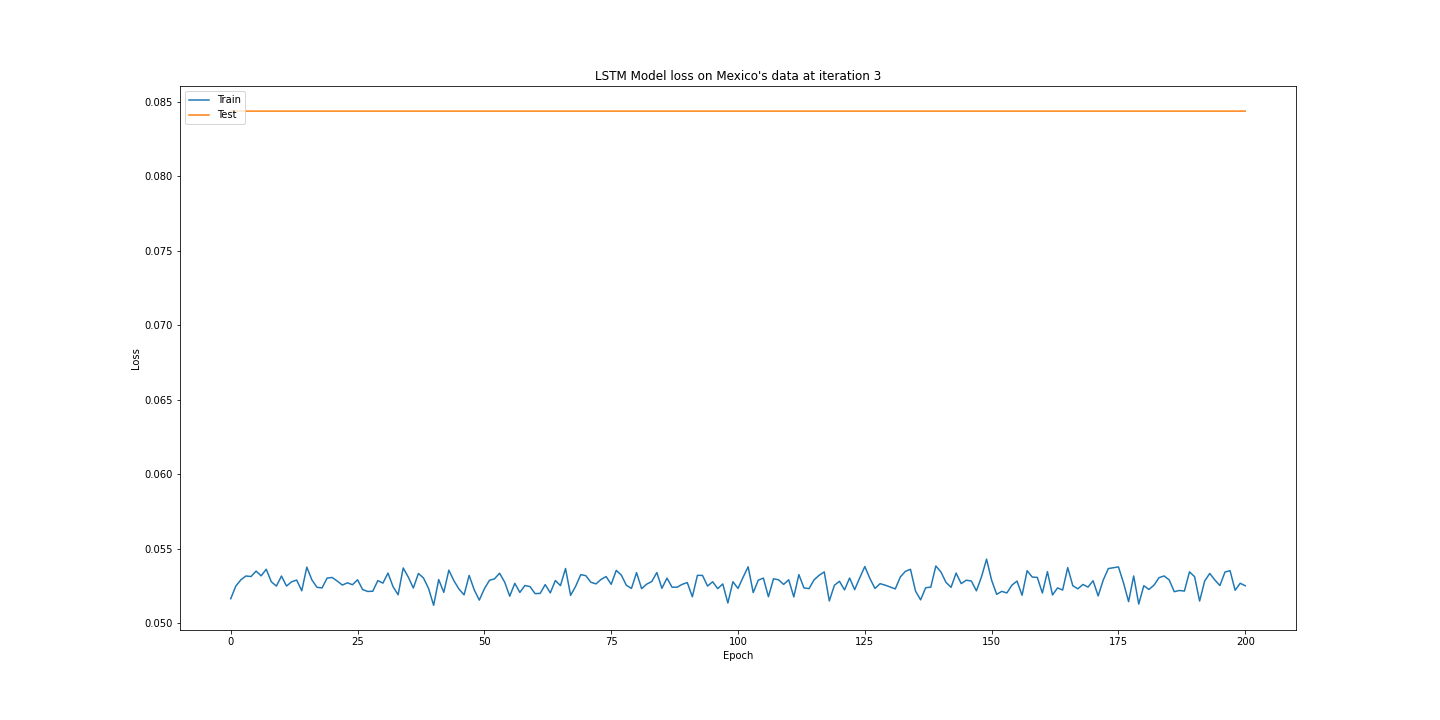 LSTM Model loss on Mexico's data at iteration 3
Train
Test
0.085
0.080
0.075
0.070
0.065
0.060
0.055
0.050
Loss
0 25 50 75 100 125 150 175 200
Epoch